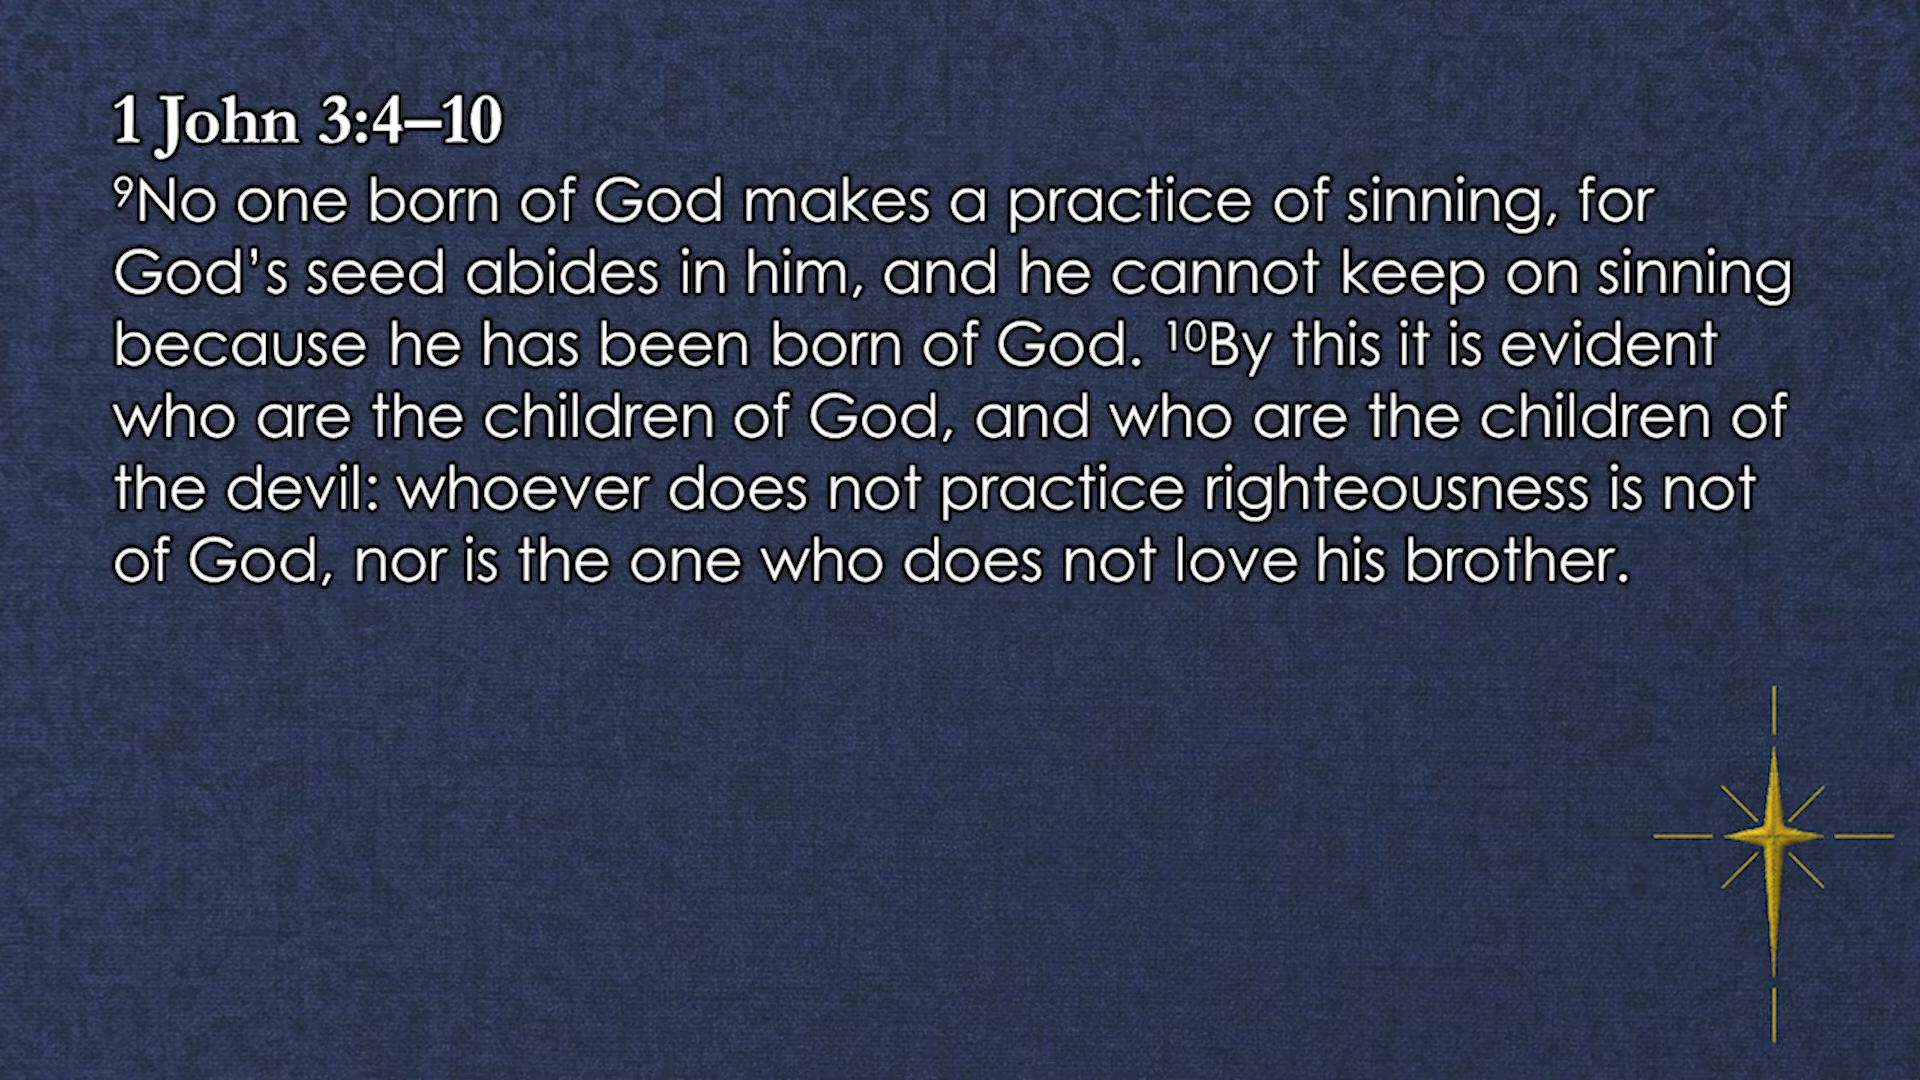 1 John 3:4–10
⁹No one born of God makes a practice of sinning, for
God’s seed abides in him, and he cannot keep on sinning
because he has been born of God. ¹⁰By this it is evident
who are the children of God, and who are the children of
the devil: whoever does not practice righteousness is not
of God, nor is the one who does not love his brother.